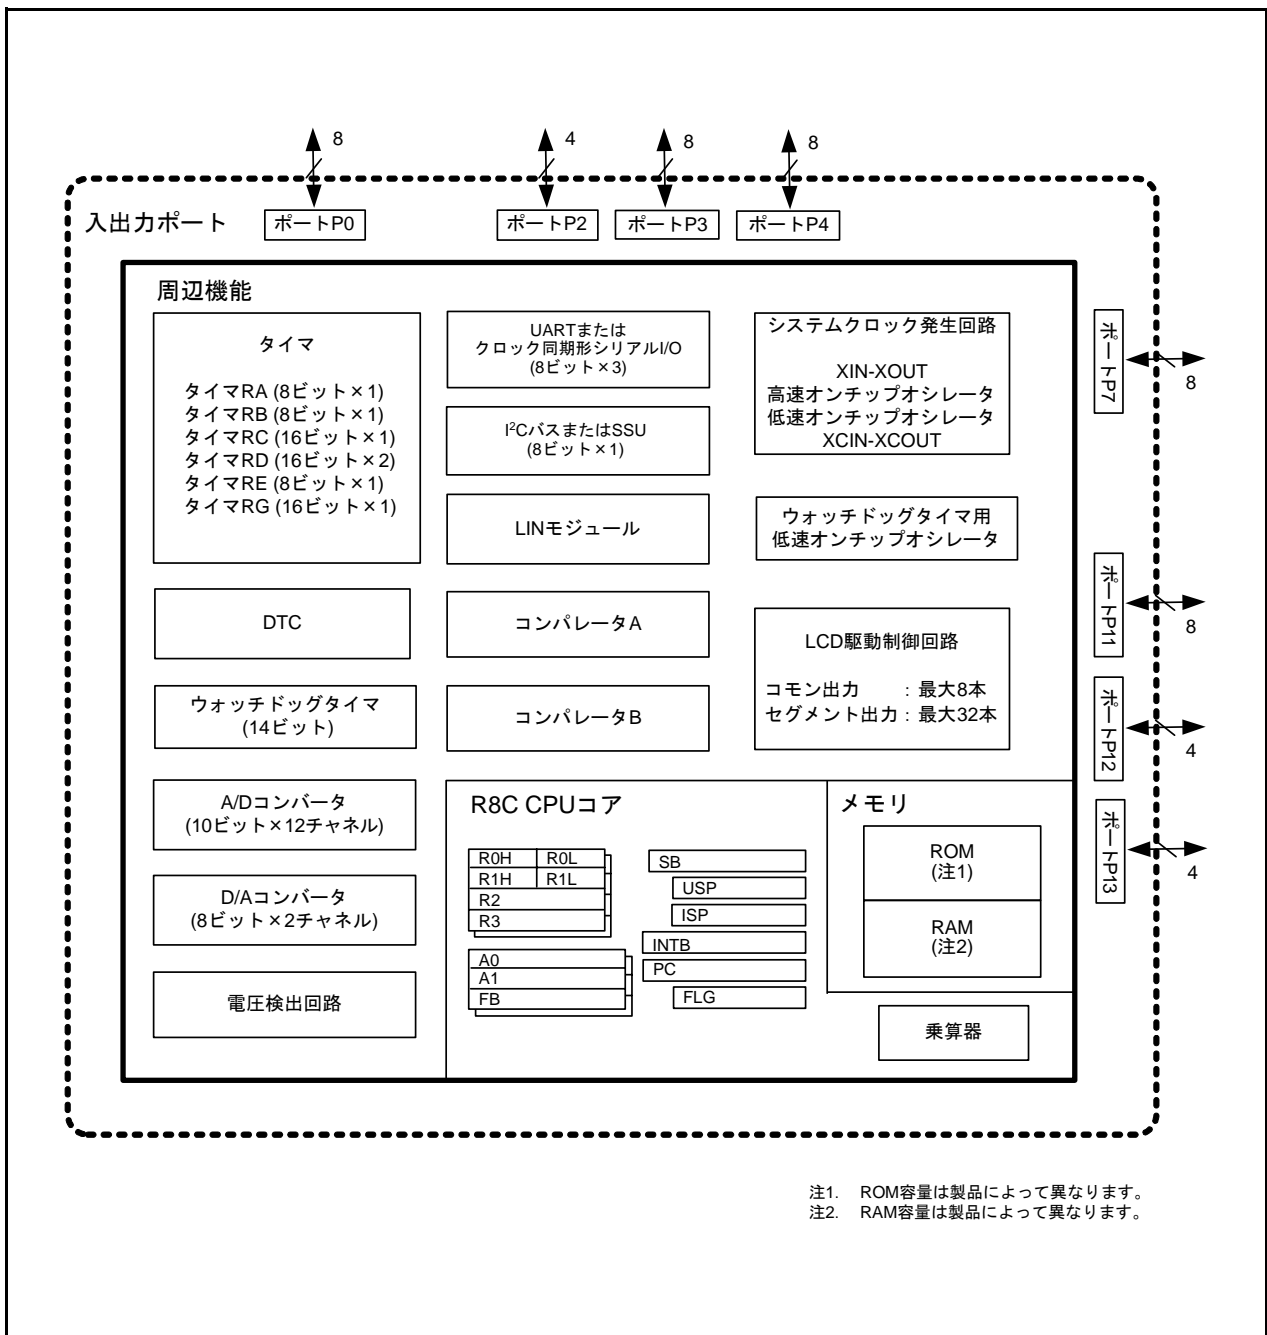 8
4
8
8
入出力ポート
ポートP0
ポートP2
ポートP3
ポートP4
周辺機能
タイマ
タイマRA (8ビット×1)
タイマRB (8ビット×1)
タイマRC (16ビット×1)
タイマRD (16ビット×2)
タイマRE (8ビット×1)
タイマRG (16ビット×1)
DTC
ウォッチドッグタイマ
(14ビット)
A/Dコンバータ
(10ビット×12チャネル)
D/Aコンバータ
(8ビット×2チャネル)
電圧検出回路
UARTまたは
クロック同期形シリアルI/O
(8ビット×3)
I²CバスまたはSSU
(8ビット×1)
LINモジュール
コンパレータA
コンパレータB
システムクロック発生回路
XIN-XOUT
高速オンチップオシレータ
低速オンチップオシレータ
XCIN-XCOUT
ウォッチドッグタイマ用
低速オンチップオシレータ
LCD駆動制御回路
コモン出力 : 最大8本
セグメント出力 : 最大32本
R8C CPUコア
R0H R0L
R1H R1L
R2
R3
A0
A1
FB
SB
USP
ISP
INTB
PC
FLG
メモリ
ROM
(注1)
RAM
(注2)
乗算器
ポートP7
8
ポートP11
8
ポートP12
4
ポートP13
4
注1. ROM容量は製品によって異なります。
注2. RAM容量は製品によって異なります。